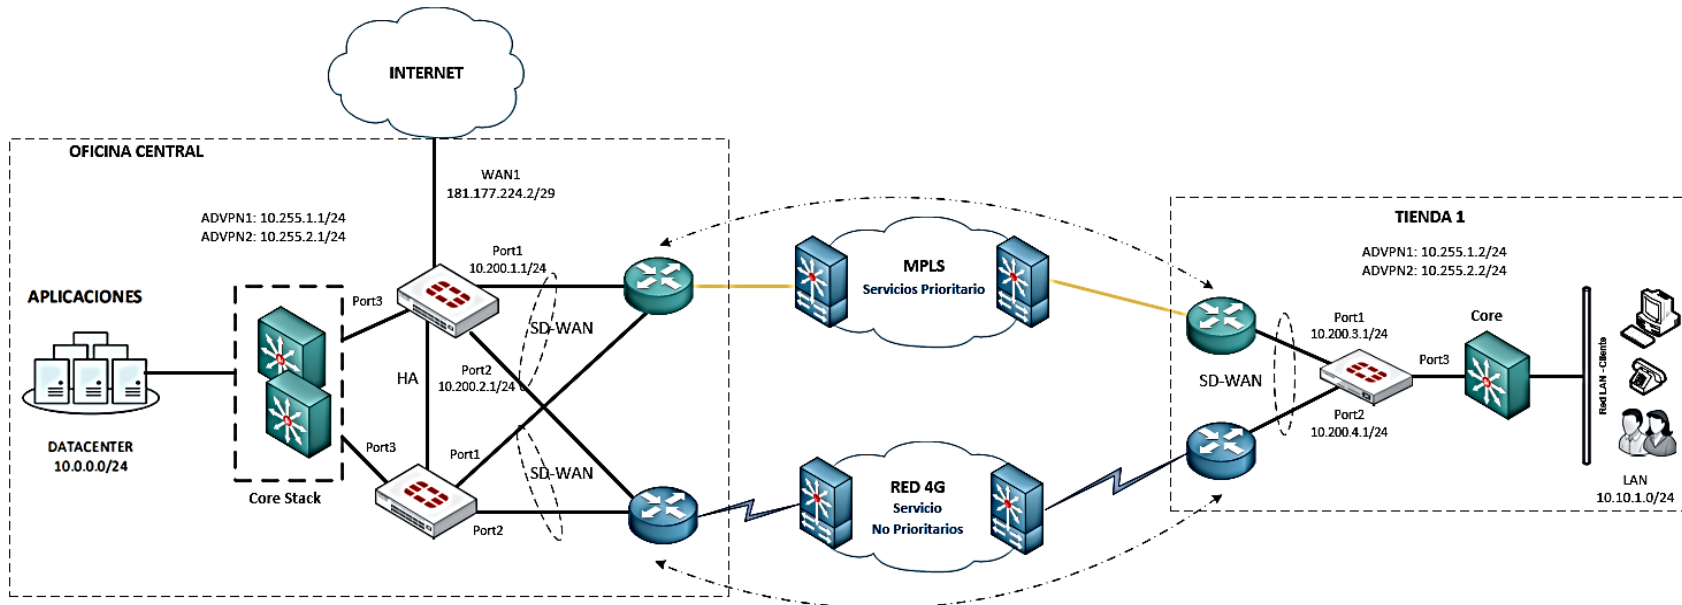 INTERNET
OFICINA CENTRAL
WAN1
181.177.224.2/29
ADVPN1: 10.255.1.1/24
ADVPN2: 10.255.2.1/24
Port1
10.200.1.1/24
APLICACIONES
Port3
SD-WAN
HA
Port2
10.200.2.1/24
DATACENTER
10.0.0.0/24
Port3
Port1
SD-WAN
Core Stack
Port2
MPLS
Servicios Prioritario
RED 4G
Servicio
No Prioritarios
TIENDA 1
ADVPN1: 10.255.1.2/24
ADVPN2: 10.255.2.2/24
Port1
10.200.3.1/24
Core
Port3
SD-WAN
Port2
10.200.4.1/24
Red LAN -Cliente
LAN
10.10.1.0/24